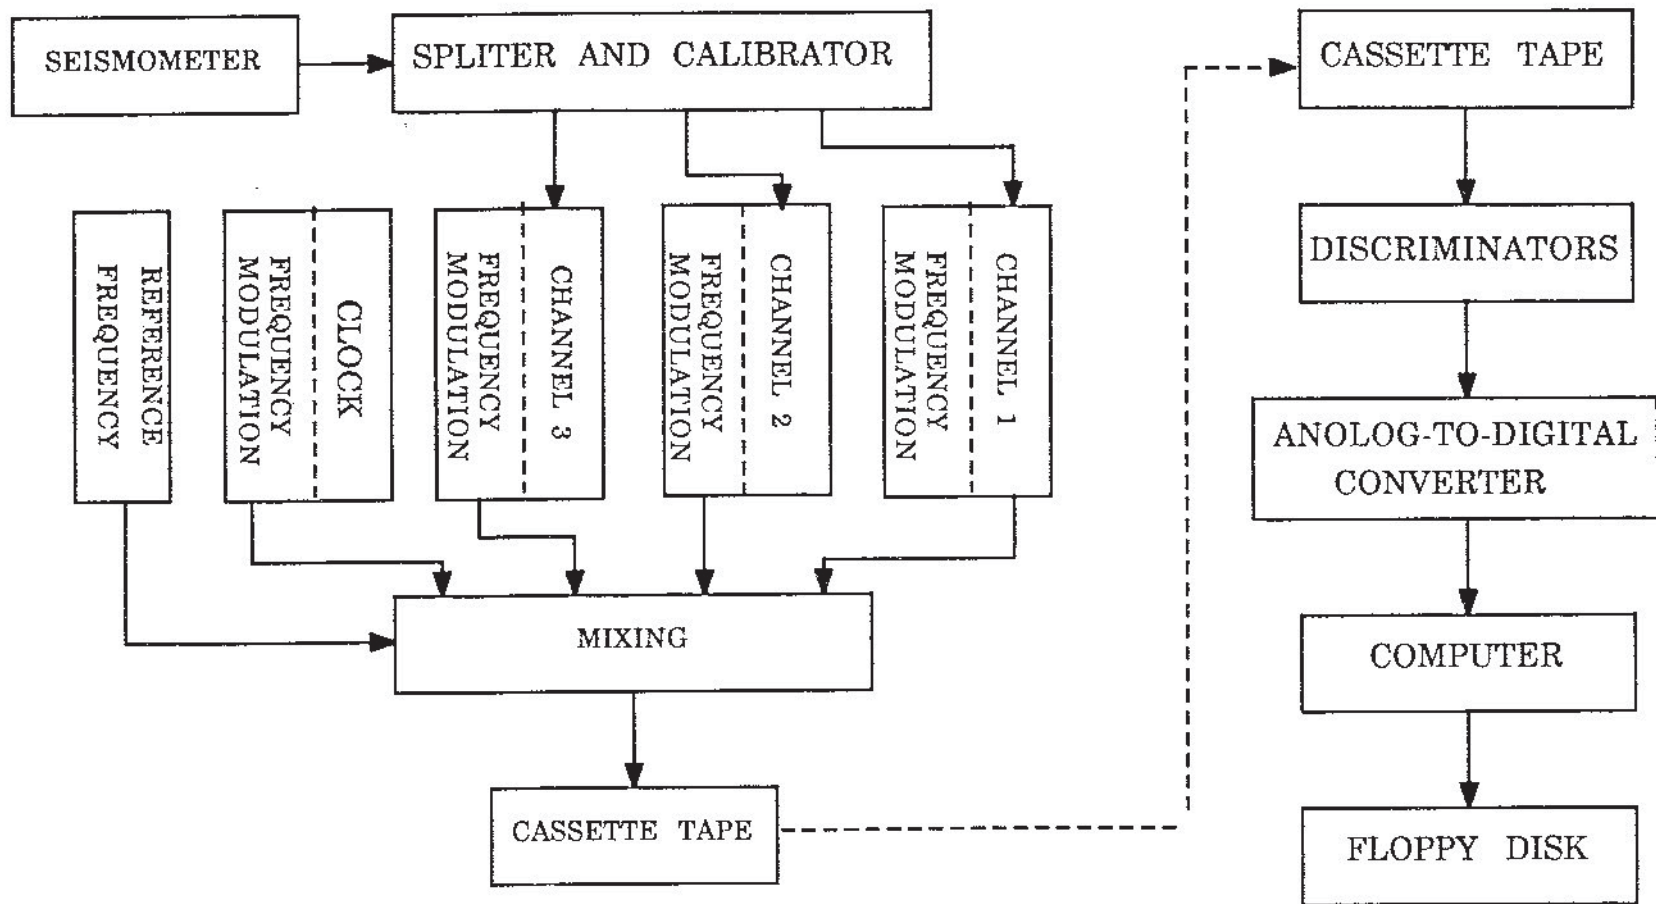 SEISMOMETER
SPLITER AND CALIBRATOR
REFERENCE
FREQUENCY
CLOCK
FREQUENCY
MODULATION
CHANNEL 3
FREQUENCY
MODULATION
CHANNEL 2
FREQUENCY
MODULATION
CHANNEL 1
FREQUENCY
MODULATION
MIXING
CASSETTE TAPE
CASSETTE TAPE
DISCRIMINATORS
ANOLOG-TO-DIGITAL
CONVERTER
COMPUTER
FLOPPY DISK